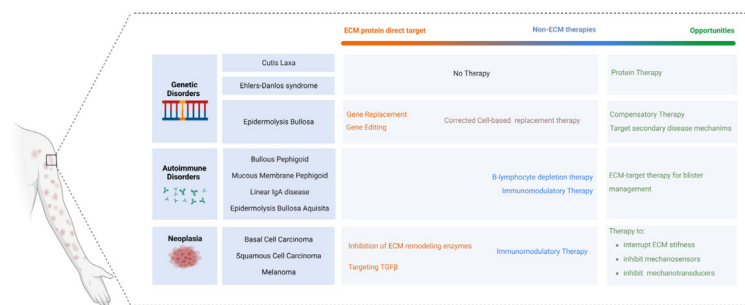 ECM protein direct target
Non-ECM therapies
Opportunities
Genetic
Disorders
Cutis Laxa
Ehlers-Danlos syndrome
No Therapy
Protein Therapy
Epidermolysis Bullosa
Gene Replacement
Gene Editing
Corrected Cell-based replacement therapy
Compensatory Therapy
Target secondary disease mechanims
Autoimmune
Disorders
Bullous Pephigoid
Mucous Membrane Pephigoid
Linear IgA disease
Epidermolysis Bullosa Aquisita
B-lymphocyte depletion therapy
Immunomodulatory Therapy
ECM-target therapy for blister
management
Neoplasia
Basal Cell Carcinoma
Squamous Cell Carcinoma
Melanoma
Inhibition of ECM remodeling enzymes
Targeting TGFβ
Immunomodulatory Therapy
Therapy to:
• interrupt ECM stifness
• inhibit mechanosensors
• inhibit mechanotransducers